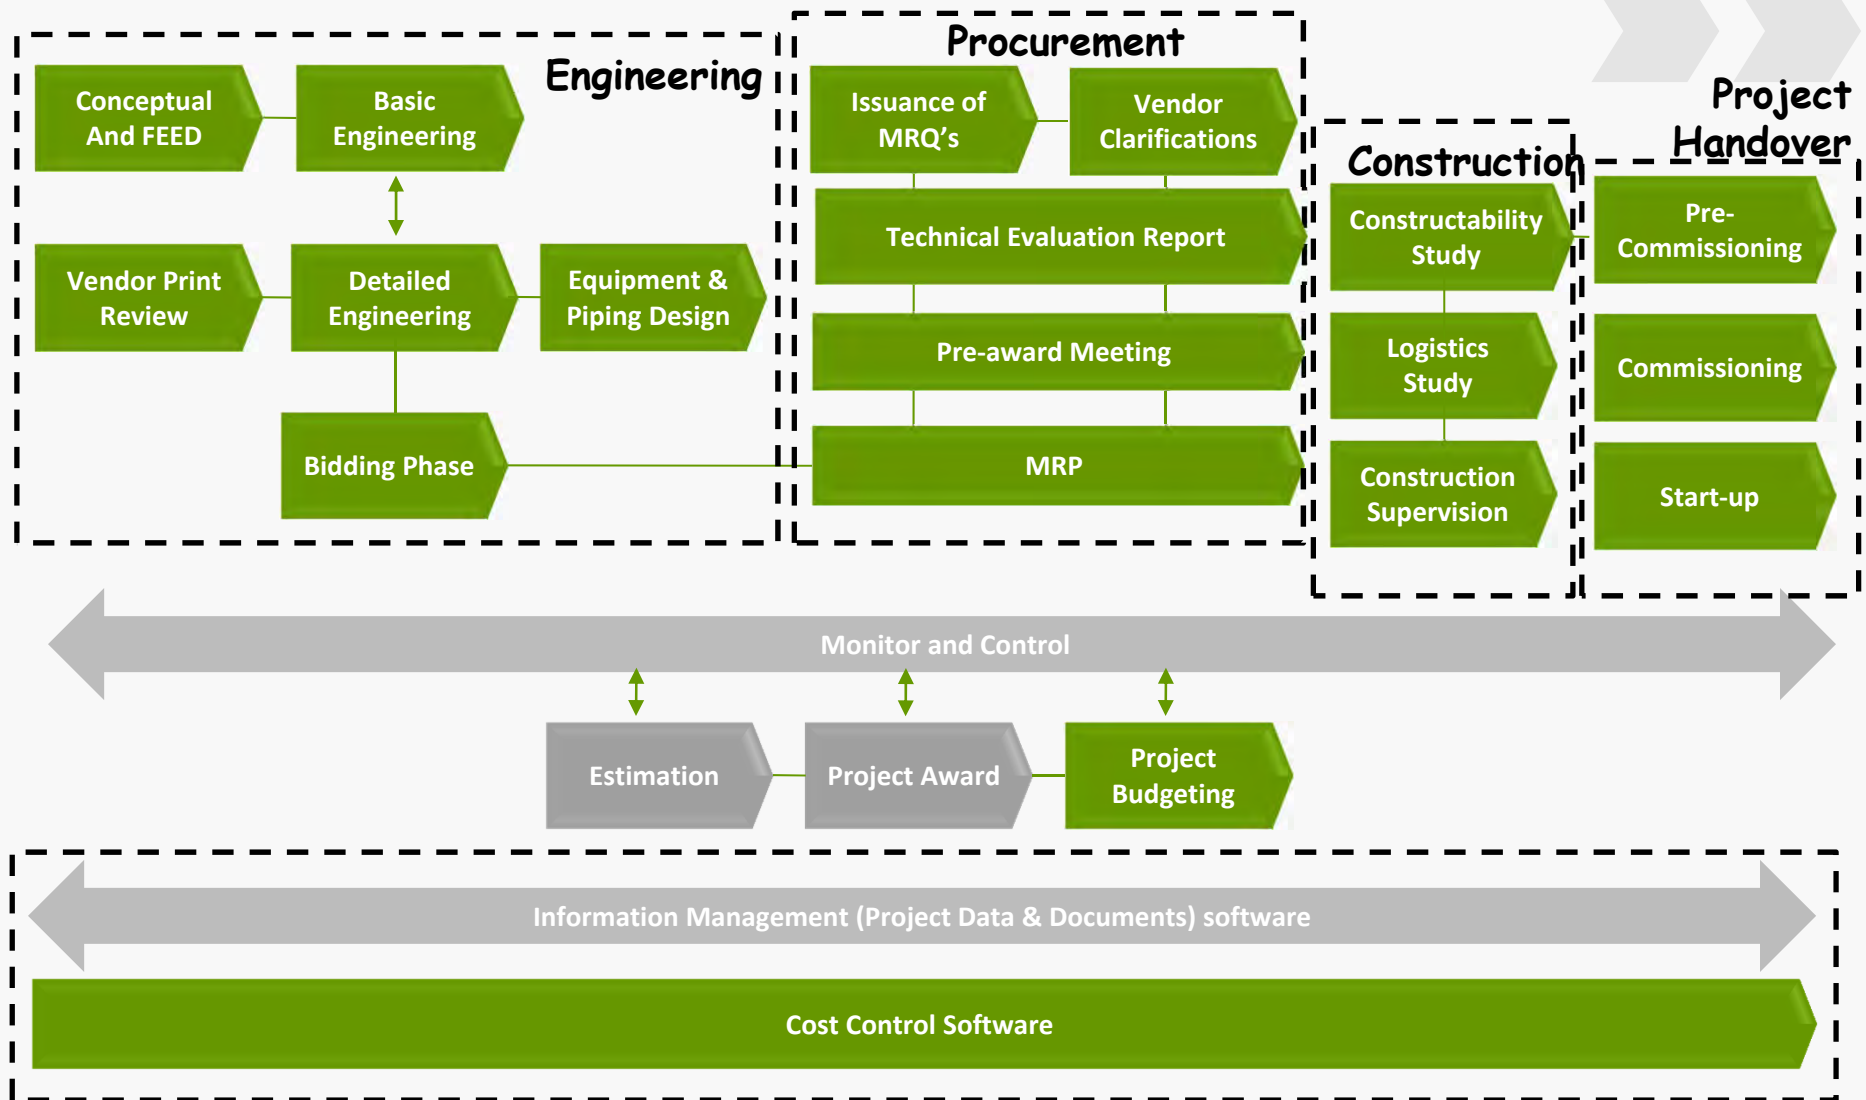 Engineering
Conceptual
And FEED
Basic
Engineering
Vendor Print
Review
Detailed
Engineering
Equipment &
Piping Design
Bidding Phase
Procurement
Issuance of
MRQ’s
Vendor
Clarifications
Technical Evaluation Report
Pre-award Meeting
MRP
Construction
Constructability
Study
Logistics
Study
Construction
Supervision
Project
Handover
Pre-
Commissioning
Commissioning
Start-up
Monitor and Control
Estimation
Project Award
Project
Budgeting
Information Management (Project Data & Documents) software
Cost Control Software